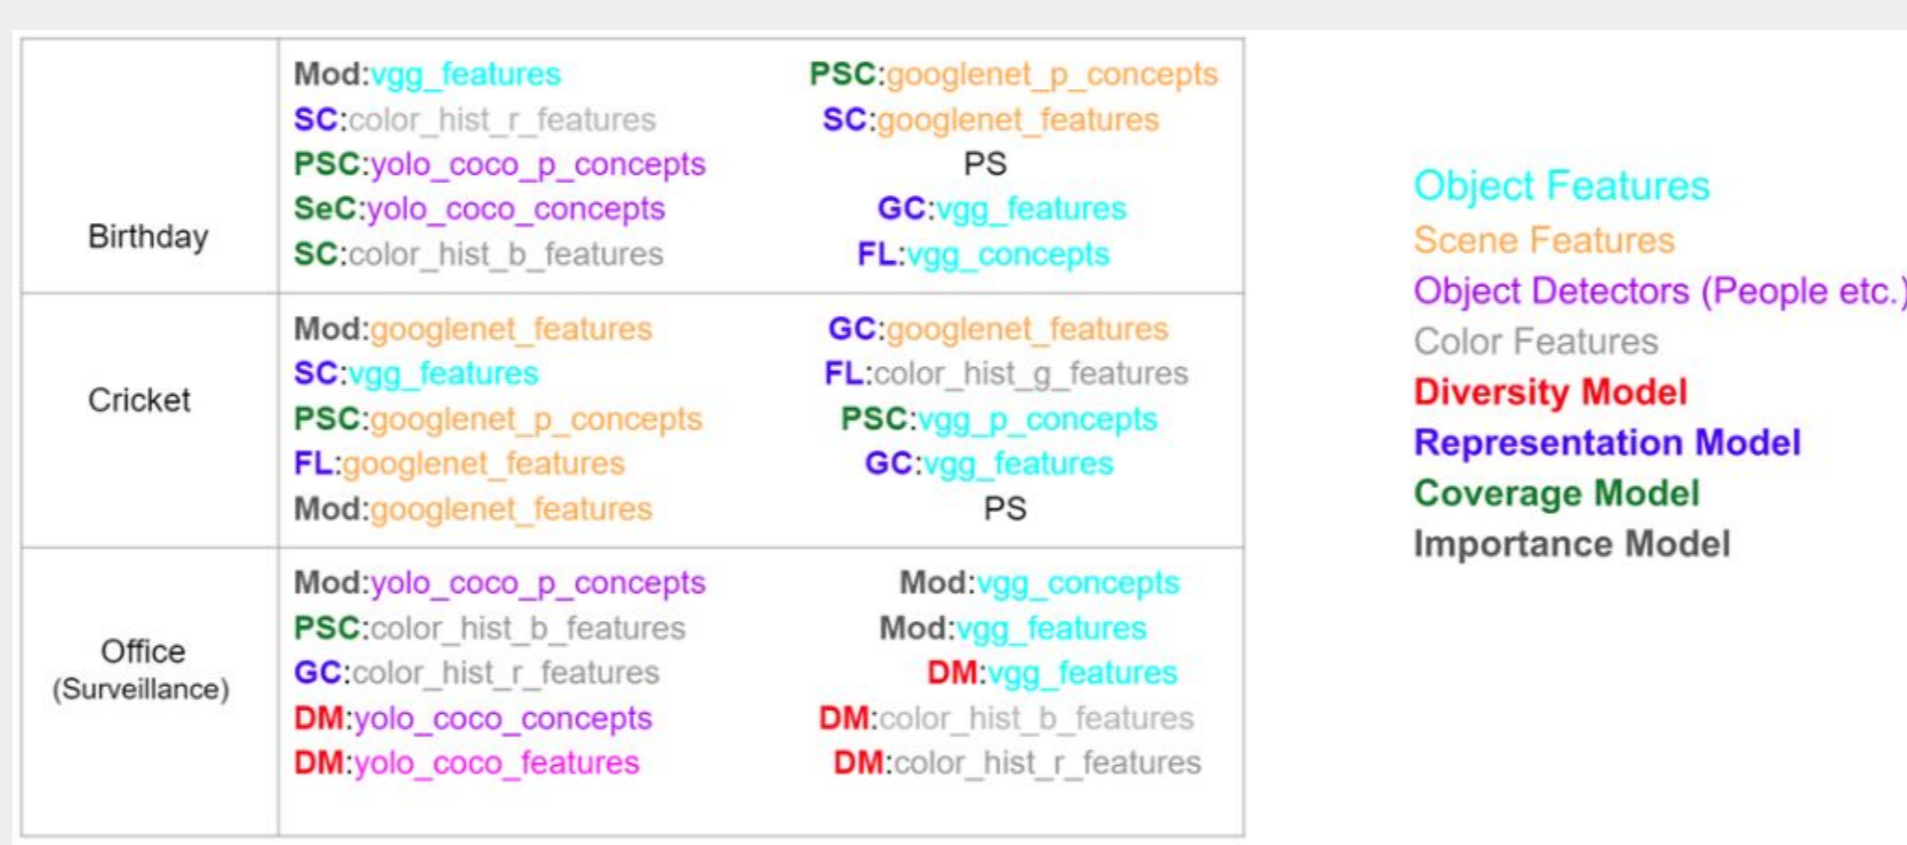 Birthday
Mod:vgg_features
SC:color_hist_r_features
PSC:yolo_coco_p_concepts
SeC:yolo_coco_concepts
SC:color_hist_b_features
PSC:googlenet_p_concepts
SC:googlenet_features
PS
GC:vgg_features
FL:vgg_concepts
Cricket
Mod:googlenet_features
SC:vgg_features
PSC:googlenet_p_concepts
FL:googlenet_features
Mod:googlenet_features
GC:googlenet_features
FL:color_hist_g_features
PSC:vgg_p_concepts
GC:vgg_features
PS
Office
(Surveillance)
Mod:yolo_coco_p_concepts
PSC:color_hist_b_features
GC:color_hist_r_features
DM:yolo_coco_concepts
DM:yolo_coco_features
Mod:vgg_concepts
Mod:vgg_features
DM:vgg_features
DM:color_hist_b_features
DM:color_hist_r_features
Object Features
Scene Features
Object Detectors (People etc.)
Color Features
Diversity Model
Representation Model
Coverage Model
Importance Model